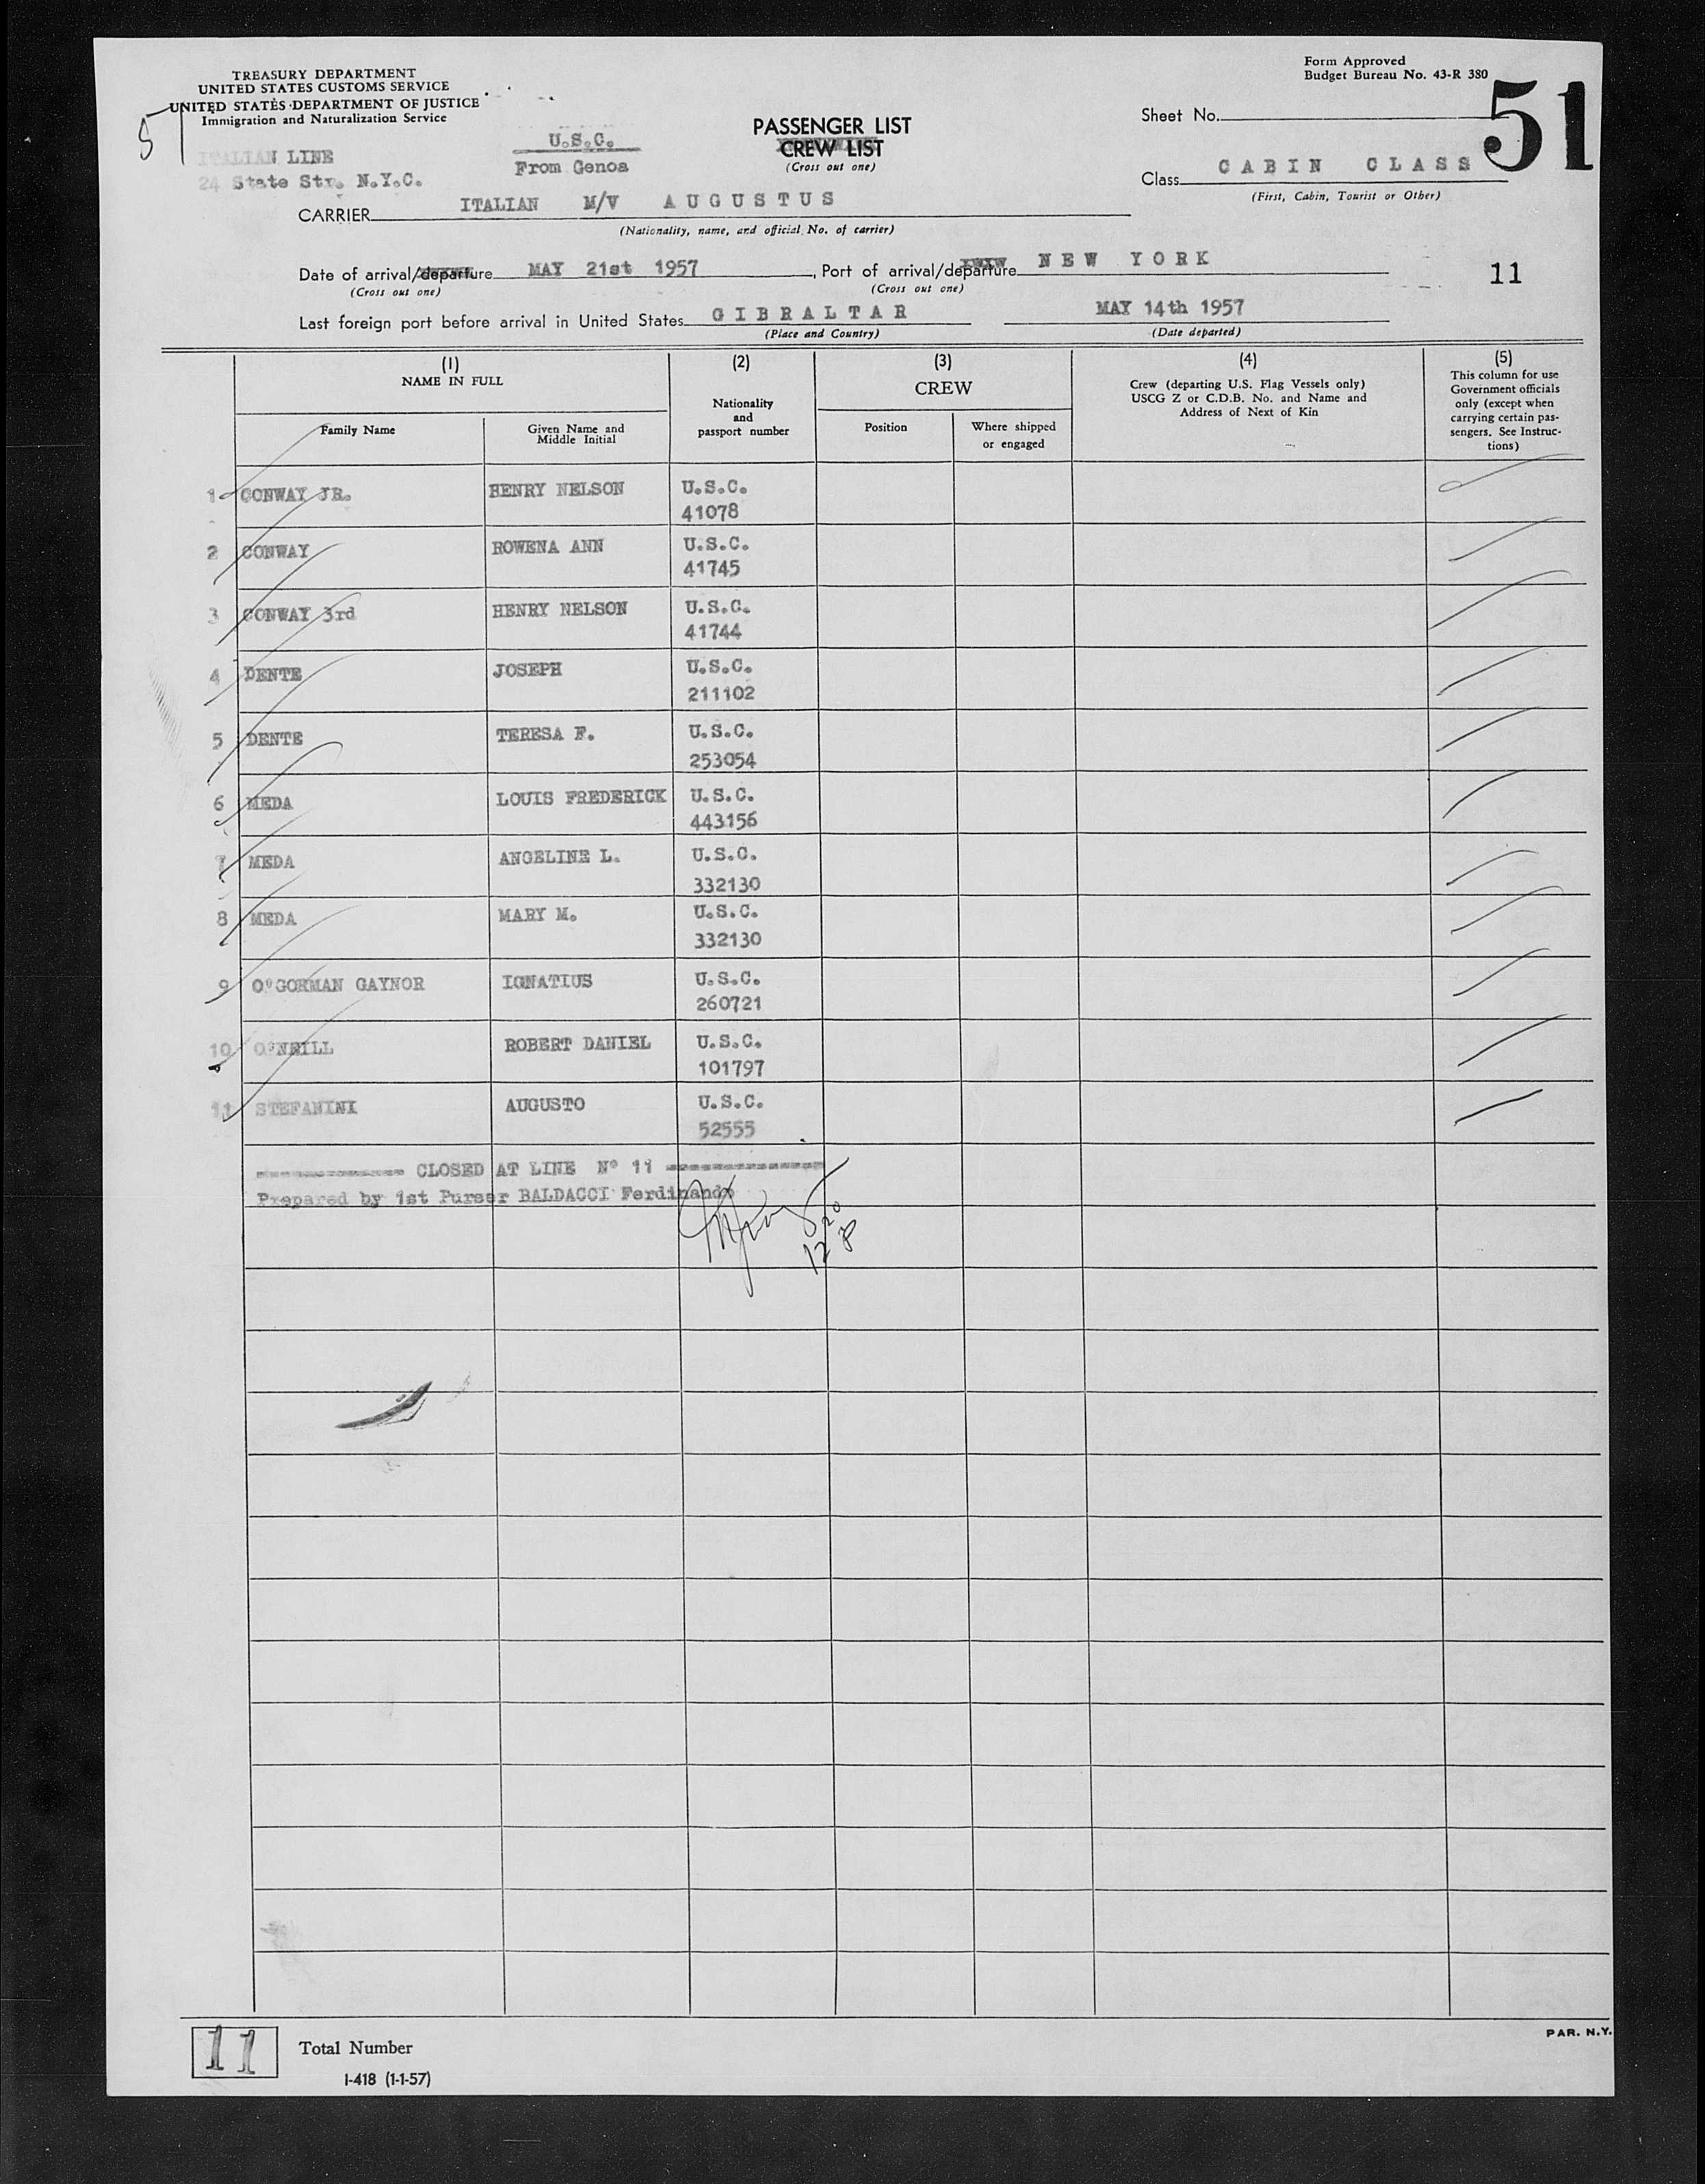 TREASURY DEPARTMENT
UNITED STATES CUSTOMS SERVICE
UNITED STATES DEPARTMENT OF JUSTICE
Immigration and Naturalization Service
Form Approved
Budget Bureau No. 43-R 380
51
ITALIAN LINE
24 State Str. N.Y.C.
U.S.C.
From Genoa
PASSENGER LIST
CREW LIST
(Cross out one)
Sheet No. 51
Class CABIN CLASS
(First, Cabin, Tourist or Other)
CARRIER ITALIAN M/V AUGUSTUS
(Nationality, name, and official No. of carrier)
Date of arrival/departure MAY 21st 1957, Port of arrival/departure NEW YORK
(Cross out one) (Cross out one)
11
Last foreign port before arrival in United States GIBRALTAR MAY 14th 1957
(Place and Country) (Date departed)
(1) (2) (3) (4) (5)
NAME IN FULL
Family Name
Given Name and
Middle Initial
Nationality
and
passport number
CREW
Position
Where shipped
or engaged
Crew (departing U.S. Flag Vessels only)
USCG Z or C.D.B. No. and Name and
Address of Next of Kin
This column for use
Government officials
only (except when
carrying certain pas-
sengers. See Instruc-
tions)
1 CONWAY JR. HENRY NELSON U.S.C.
41078
2 CONWAY ROWENA ANN U.S.C.
41745
3 CONWAY 3rd HENRY NELSON U.S.C.
41744
4 DENTE JOSEPH U.S.C.
211102
5 DENTE TERESA F. U.S.C.
253054
6 MEDA LOUIS FREDERICK U.S.C.
443156
7 MEDA ANGELINE L. U.S.C.
332130
8 MEDA MARY M. U.S.C.
332130
9 O'GORMAN GAYNOR IGNATIUS U.S.C.
260721
10 O'NEILL ROBERT DANIEL U.S.C.
101797
11 STEFANINI AUGUSTO U.S.C.
52555
CLOSED AT LINE Nº 11
Prepared by 1st Purser BALDACCI Ferdinando
11 Total Number
I-418 (1-1-57)
PAR. N.Y.